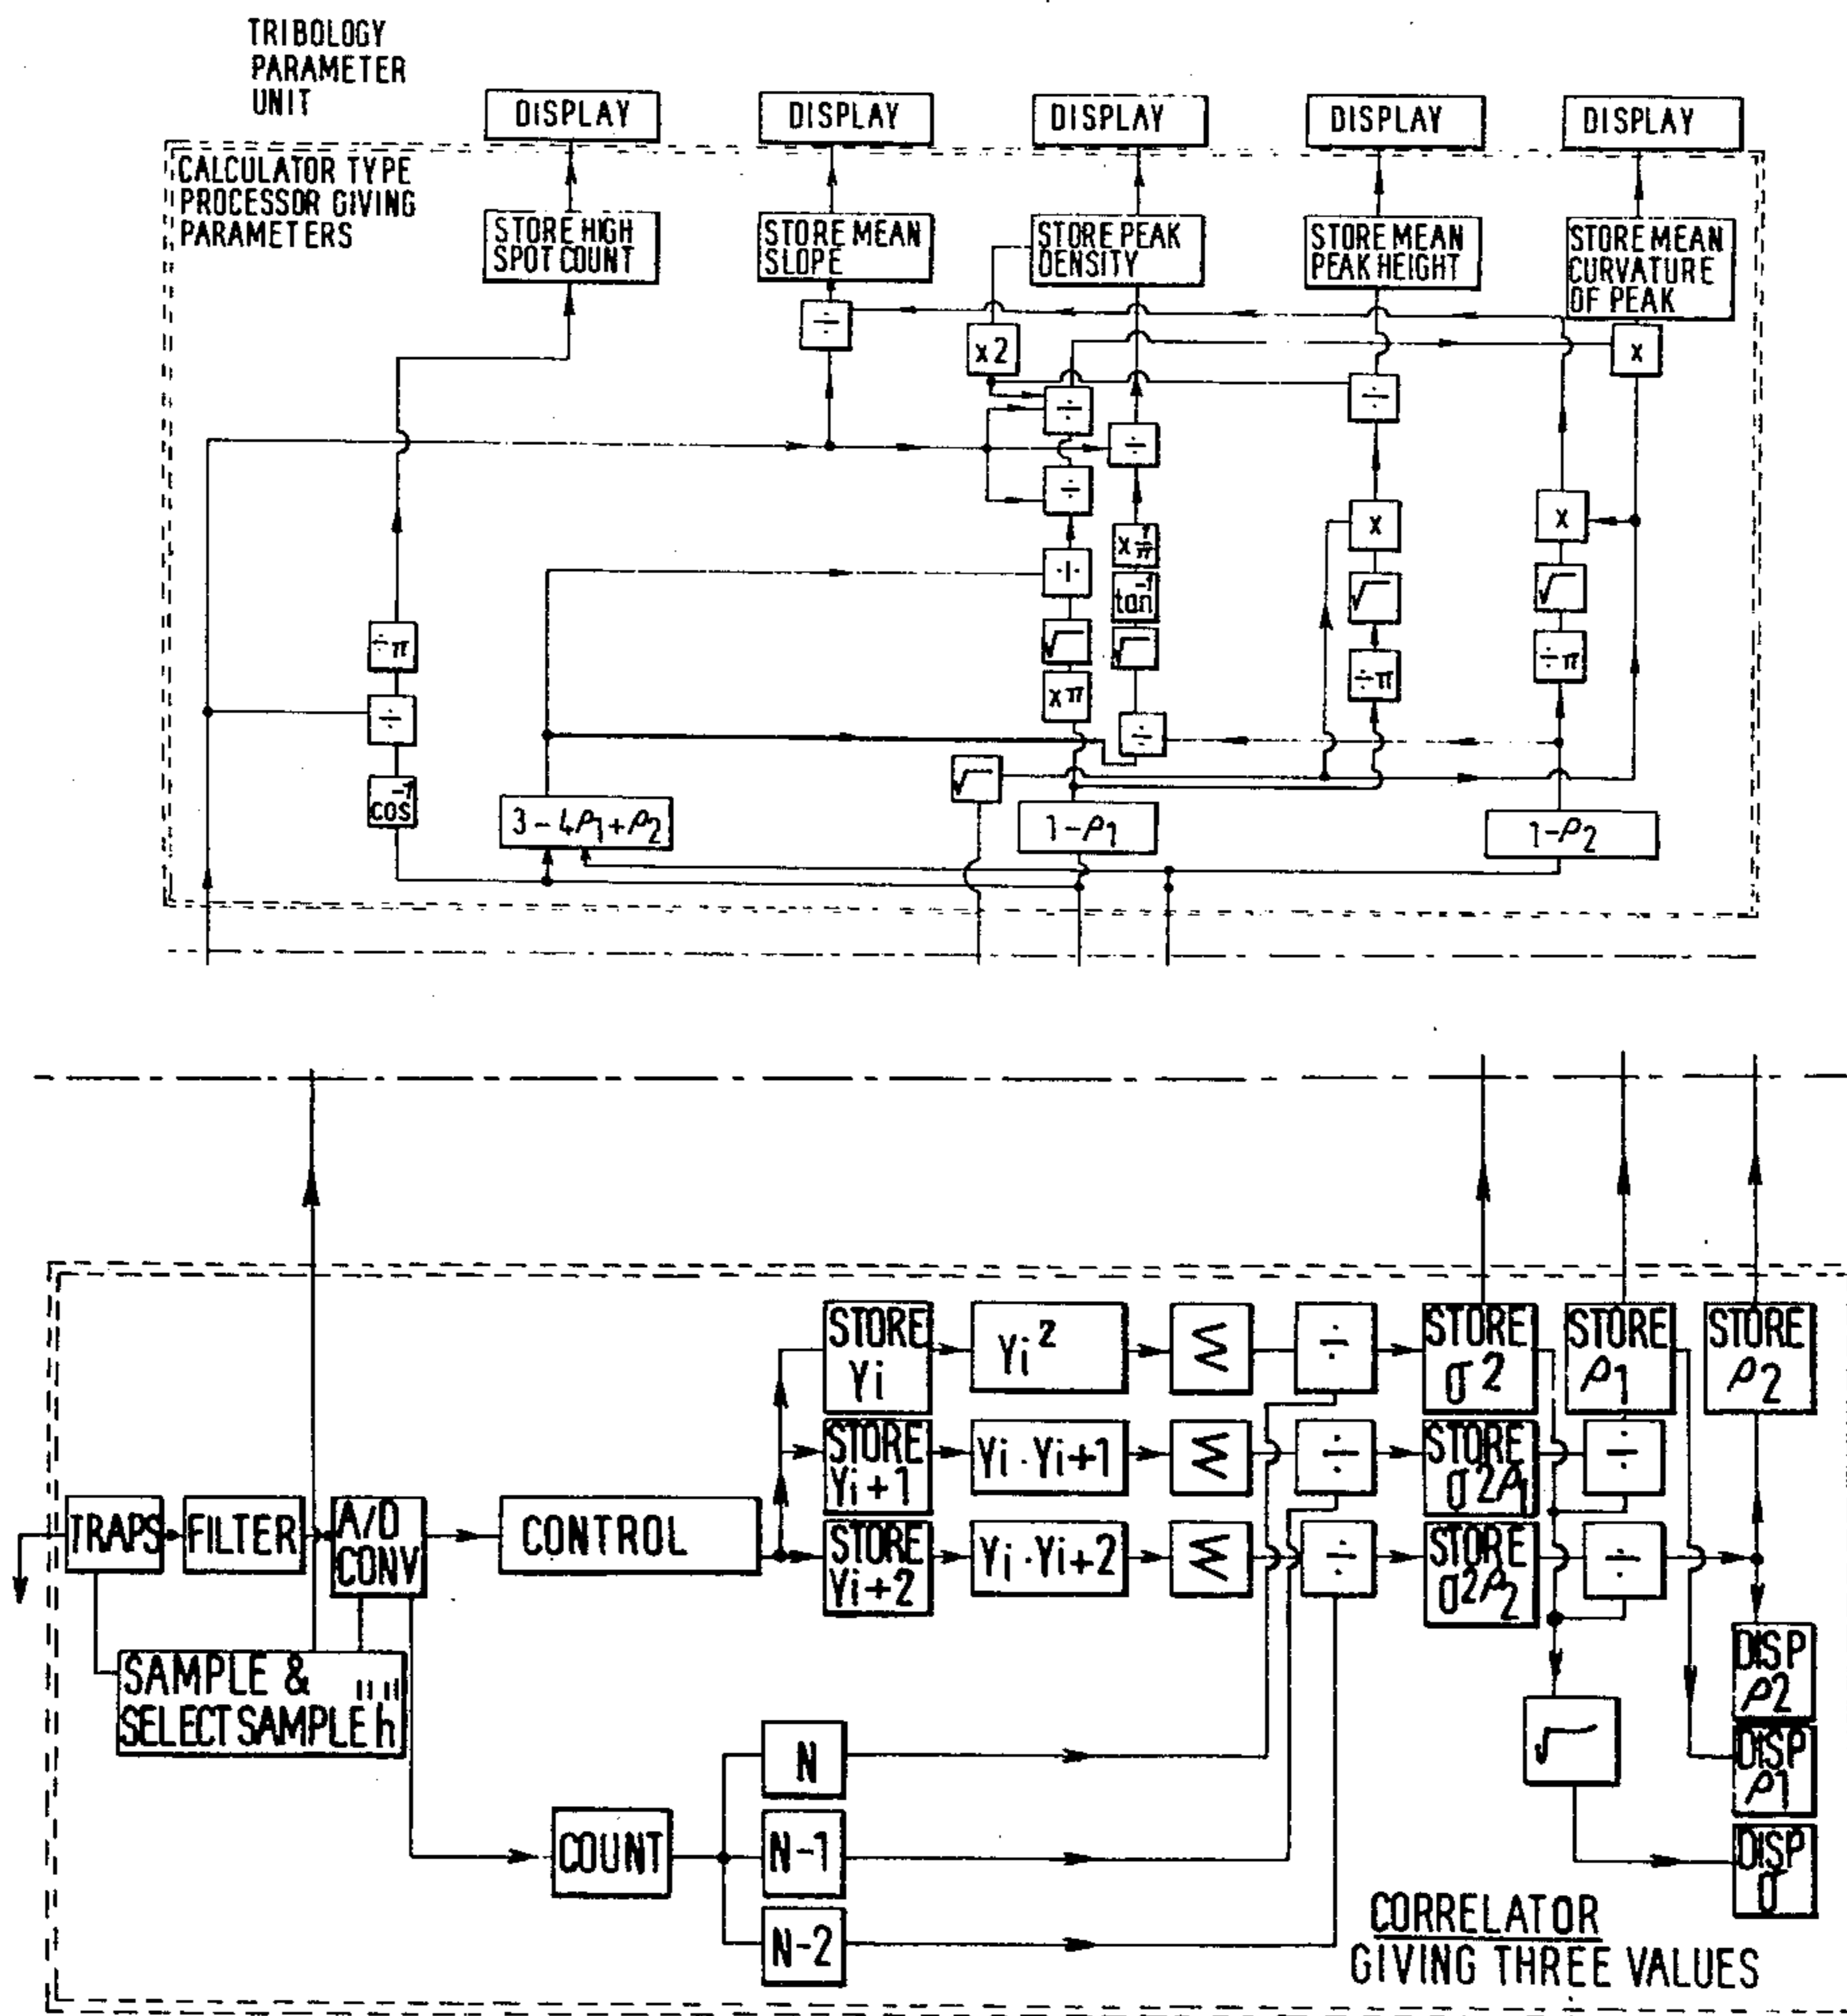 TRIBOLOGY
PARAMETER
UNIT
DISPLAY
DISPLAY
DISPLAY
DISPLAY
DISPLAY
CALCULATOR TYPE
PROCESSOR GIVING
PARAMETERS
STORE HIGH
SPOT COUNT
STORE MEAN
SLOPE
STORE PEAK
DENSITY
STORE MEAN
PEAK HEIGHT
STORE MEAN
CURVATURE
OF PEAK
÷
x2
x
÷
÷
÷
÷
x
x
x 1/π
÷
tan⁻¹
√
√
÷π
√
√
÷π
÷π
xπ
÷
÷
√
cos⁻¹
3-4ρ1+ρ2
1-ρ1
1-ρ2
STORE
Yi
Yi²
Σ
÷
STORE
σ²
STORE
ρ1
STORE
ρ2
STORE
Yi+1
Yi·Yi+1
Σ
÷
STORE
σ²ρ1
÷
TRAPS
FILTER
A/D
CONV
CONTROL
STORE
Yi+2
Yi·Yi+2
Σ
÷
STORE
σ²ρ2
÷
SAMPLE &
SELECT SAMPLE "h"
DISP
ρ2
√
N
DISP
ρ1
COUNT
N-1
DISP
σ
N-2
CORRELATOR
GIVING THREE VALUES